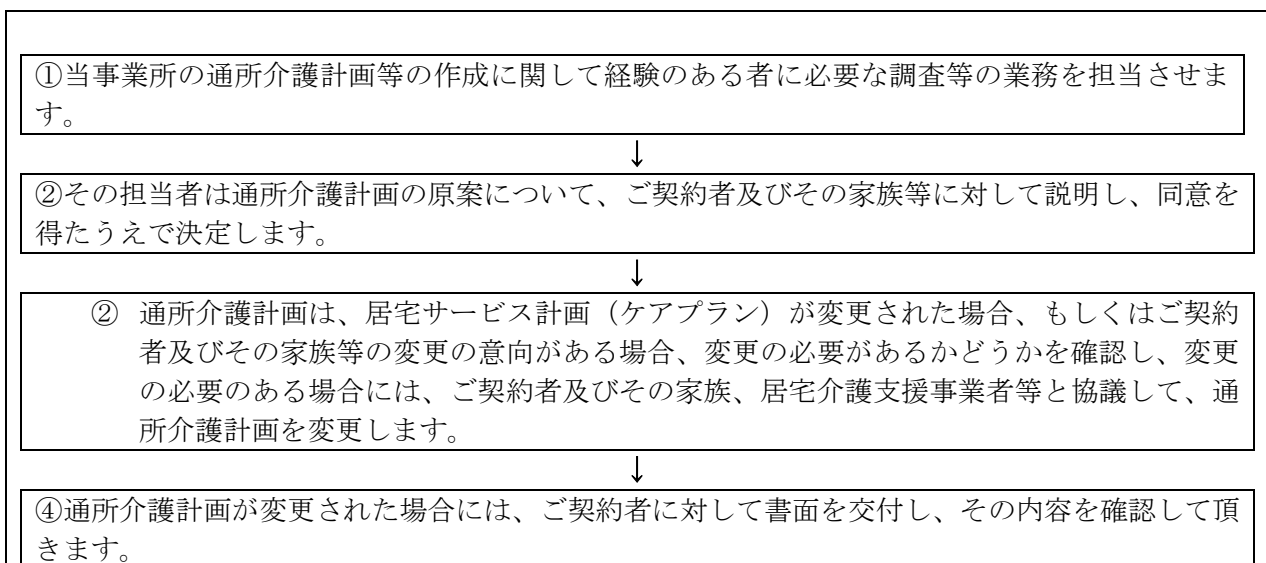 ①当事業所の通所介護計画等の作成に関して経験のある者に必要な調査等の業務を担当させま
す。
↓
②その担当者は通所介護計画の原案について、ご契約者及びその家族等に対して説明し、同意を
得たうえで決定します。
↓
② 通所介護計画は、居宅サービス計画（ケアプラン）が変更された場合、もしくはご契約
者及びその家族等の変更の意向がある場合、変更の必要があるかどうかを確認し、変更
の必要のある場合には、ご契約者及びその家族、居宅介護支援事業者等と協議して、通
所介護計画を変更します。
↓
④通所介護計画が変更された場合には、ご契約者に対して書面を交付し、その内容を確認して頂
きます。